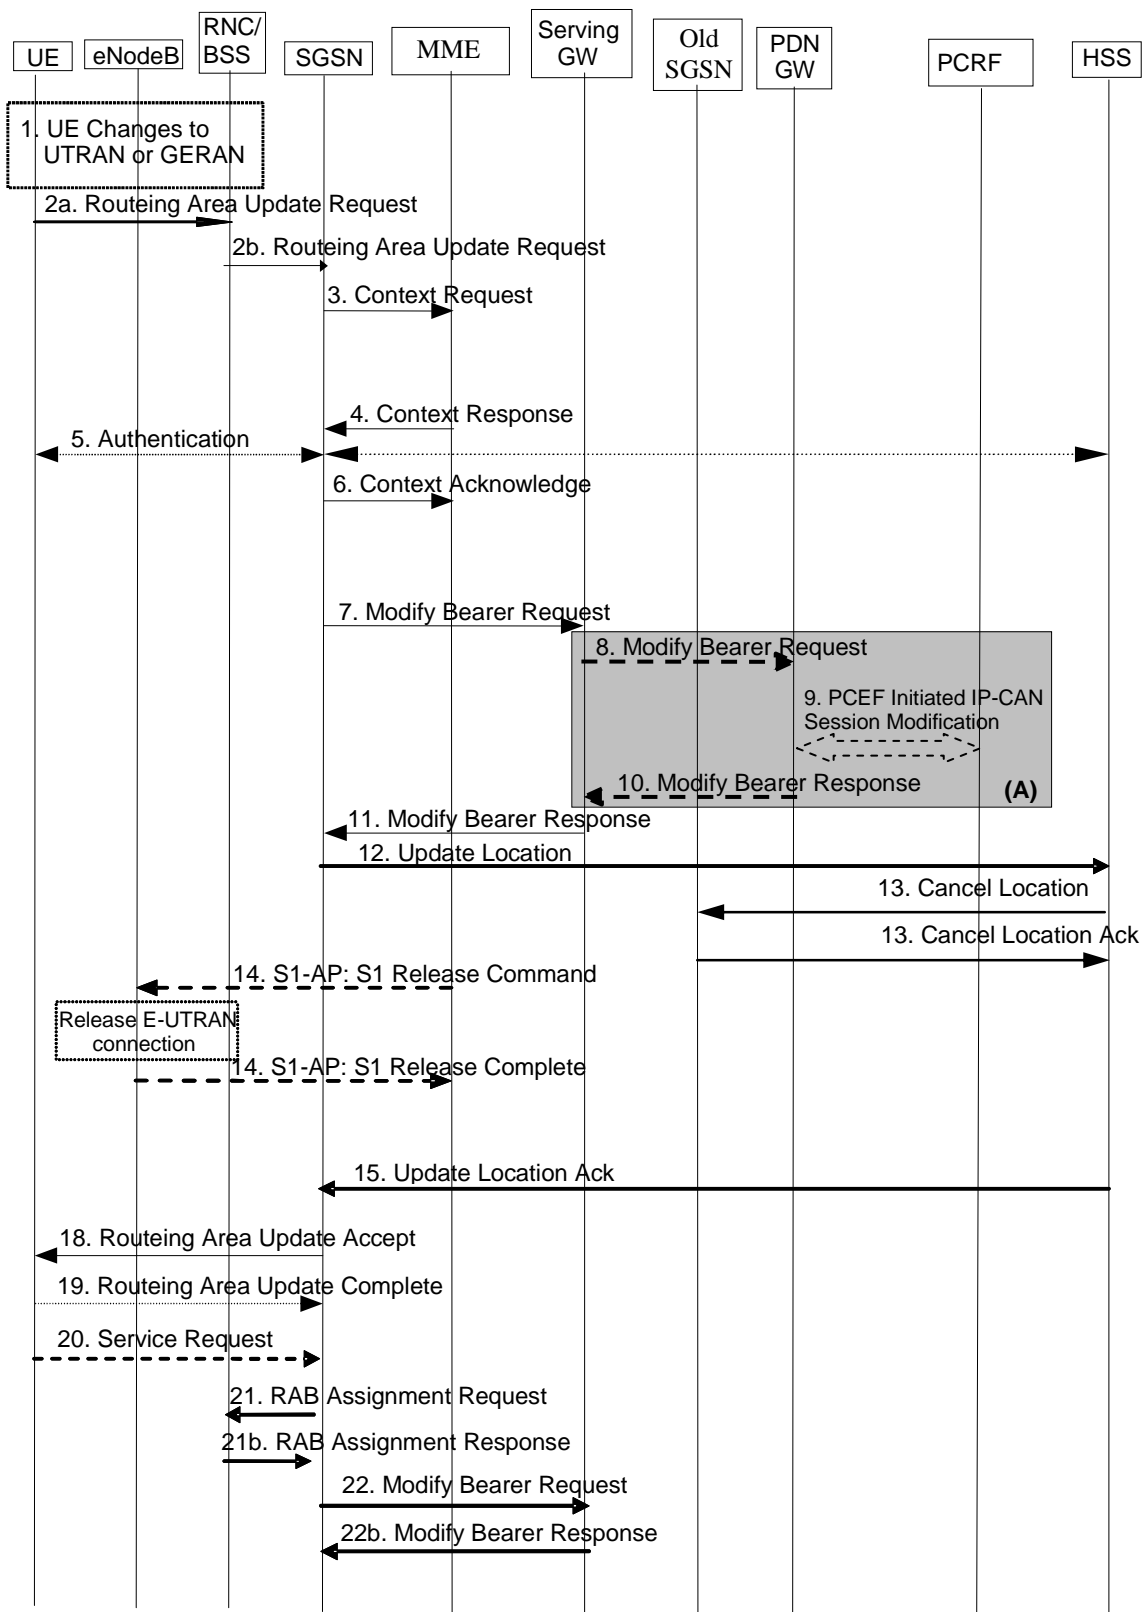 UE
eNodeB
RNC/
BSS
SGSN
MME
Serving
GW
Old
SGSN
PDN
GW
PCRF
HSS
1. UE Changes to
UTRAN or GERAN
2a. Routeing Area Update Request
2b. Routeing Area Update Request
3. Context Request
4. Context Response
5. Authentication
6. Context Acknowledge
7. Modify Bearer Request
8. Modify Bearer Request
9. PCEF Initiated IP-CAN
Session Modification
10. Modify Bearer Response
(A)
11. Modify Bearer Response
12. Update Location
13. Cancel Location
13. Cancel Location Ack
14. S1-AP: S1 Release Command
Release E-UTRAN
connection
14. S1-AP: S1 Release Complete
15. Update Location Ack
18. Routeing Area Update Accept
19. Routeing Area Update Complete
20. Service Request
21. RAB Assignment Request
21b. RAB Assignment Response
22. Modify Bearer Request
22b. Modify Bearer Response